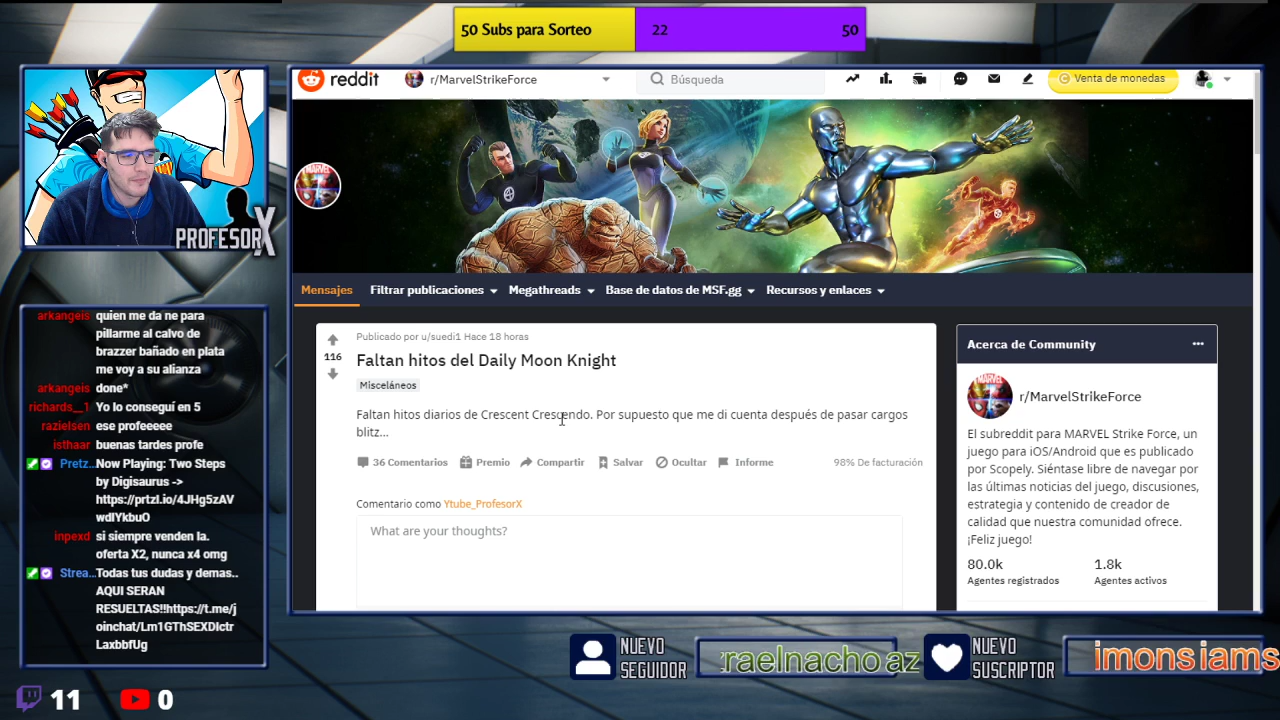 50 Subs para Sorteo
22
50
PROFESOR
X
arkangeis quien me da ne para
pillarme al calvo de
brazzer bañado en plata
me voy a su alianza
arkangeis done*
richards__1 Yo lo conseguí en 5
razielsen ese profeeeee
isthaar buenas tardes profe
Pretz... Now Playing: Two Steps
by Digisaurus ->
https://prtzl.io/4JHg5zAV
wdlYkbuO
inpexd si siempre venden la.
oferta X2, nunca x4 omg
Strea... Todas tus dudas y demas..
AQUI SERAN
RESUELTAS!!https://t.me/j
oinchat/Lm1GThSEXDIctr
LaxbbfUg
11
0
reddit
r/MarvelStrikeForce
Búsqueda
Venta de monedas
MARVEL
Mensajes
Filtrar publicaciones
Megathreads
Base de datos de MSF.gg
Recursos y enlaces
116
Publicado por u/suedi1 Hace 18 horas
Faltan hitos del Daily Moon Knight
Misceláneos
Faltan hitos diarios de Crescent Crescendo. Por supuesto que me di cuenta después de pasar cargos
blitz...
36 Comentarios
Premio
Compartir
Salvar
Ocultar
Informe
98% De facturación
Comentario como Ytube_ProfesorX
What are your thoughts?
Acerca de Community
r/MarvelStrikeForce
El subreddit para MARVEL Strike Force, un
juego para iOS/Android que es publicado
por Scopely. Siéntase libre de navegar por
las últimas noticias del juego, discusiones,
estrategia y contenido de creador de
calidad que nuestra comunidad ofrece.
¡Feliz juego!
80.0k
Agentes registrados
1.8k
Agentes activos
NUEVO
SEGUIDOR
raelnacho az
NUEVO
SUSCRIPTOR
imonsiams